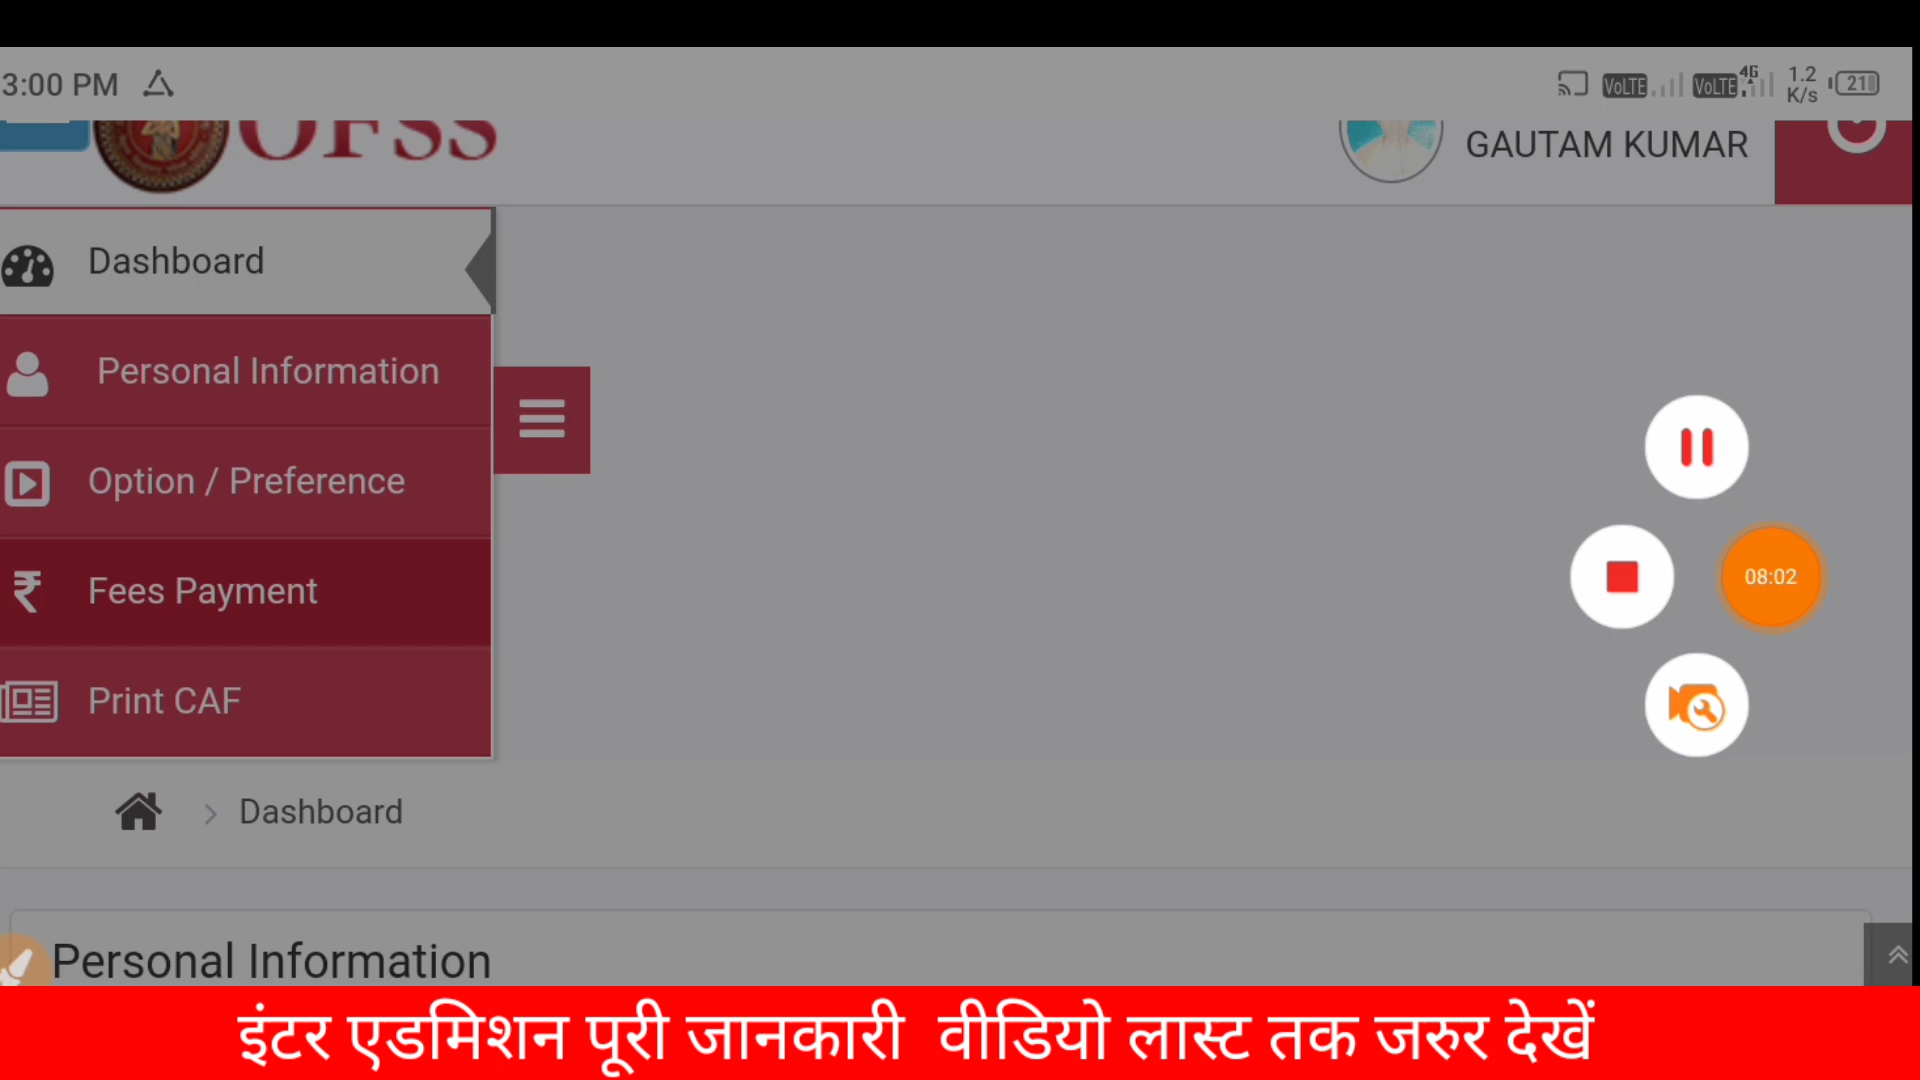 3:00 PM
VoLTE VoLTE 4G 1.2 K/s 21
OFSS
GAUTAM KUMAR
Dashboard
Personal Information
Option / Preference
Fees Payment
Print CAF
08:02
Dashboard
Personal Information
इंटर एडमिशन पूरी जानकारी वीडियो लास्ट तक जरुर देखें